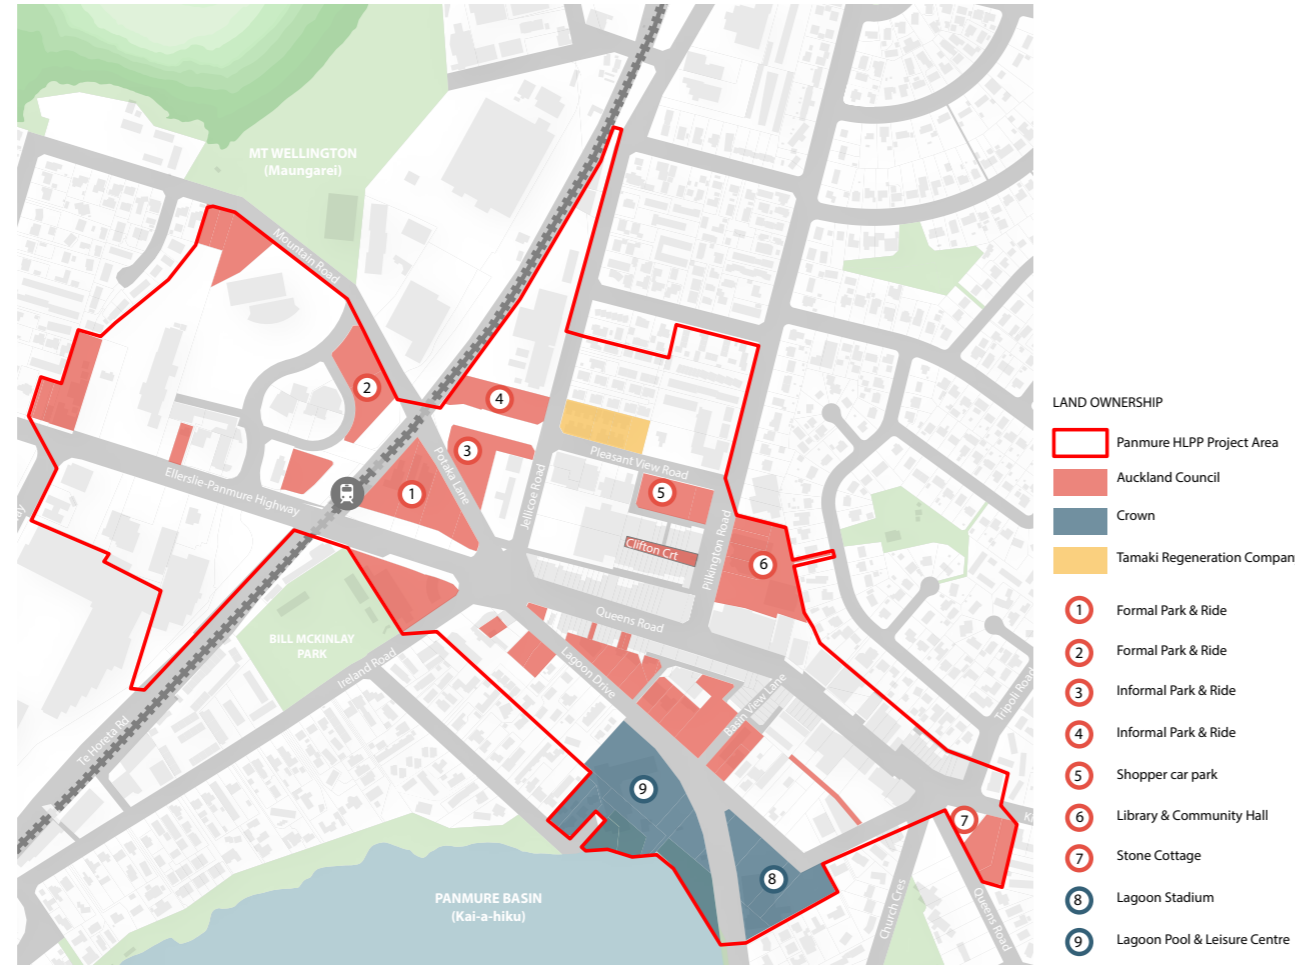 MT WELLINGTON
(Maungarei)
Mountain Road
2
4
3
Potaka Lane
1
Ellerslie-Panmure Highway
Jellicoe Road
Pleasant View Road
5
Clifton Crt
Pilkington Road
6
Queens Road
BILL MCKINLAY
PARK
Ireland Road
Lagoon Drive
Basin View Lane
Te Horeta Rd
Tripoli Road
9
8
7
PANMURE BASIN
(Kai-a-hiku)
Church Cres
Queens Road
LAND OWNERSHIP
Panmure HLPP Project Area
Auckland Council
Crown
Tamaki Regeneration Compan
1 Formal Park & Ride
2 Formal Park & Ride
3 Informal Park & Ride
4 Informal Park & Ride
5 Shopper car park
6 Library & Community Hall
7 Stone Cottage
8 Lagoon Stadium
9 Lagoon Pool & Leisure Centre